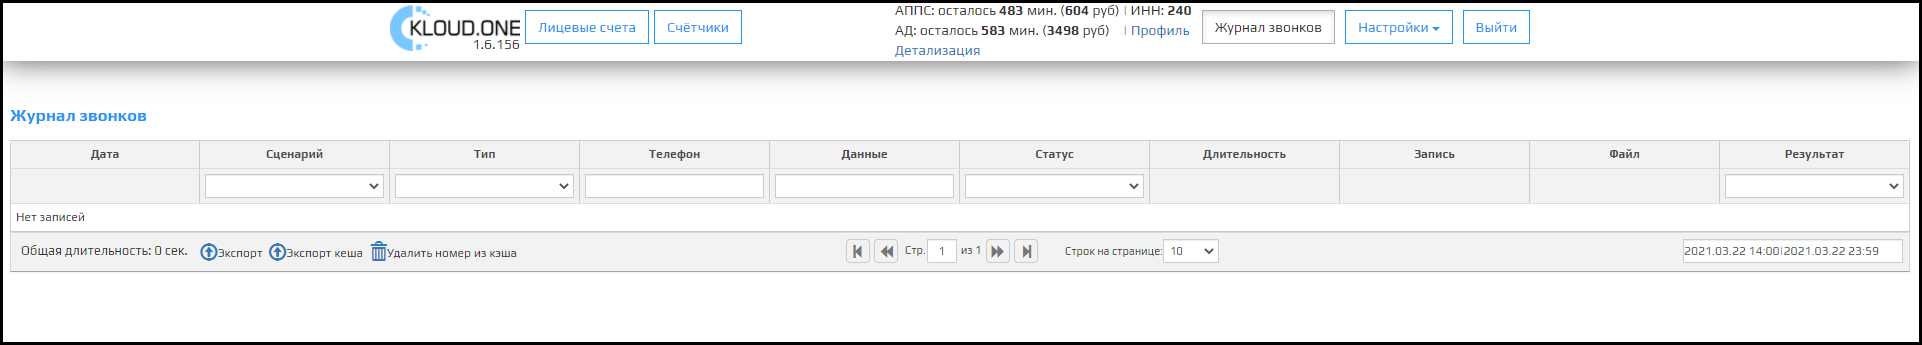 KLOUD.ONE
1.6.156
Лицевые счета Счётчики
АППС: осталось 483 мин. (604 руб) | ИНН: 240
АД: осталось 583 мин. (3498 руб) | Профиль
Детализация
Журнал звонков Настройки Выйти
Журнал звонков
Дата Сценарий Тип Телефон Данные Статус Длительность Запись Файл Результат
Нет записей
Общая длительность: 0 сек. Экспорт Экспорт кеша Удалить номер из кэша Стр. 1 из 1 Строк на странице: 10 2021.03.22 14:00|2021.03.22 23:59